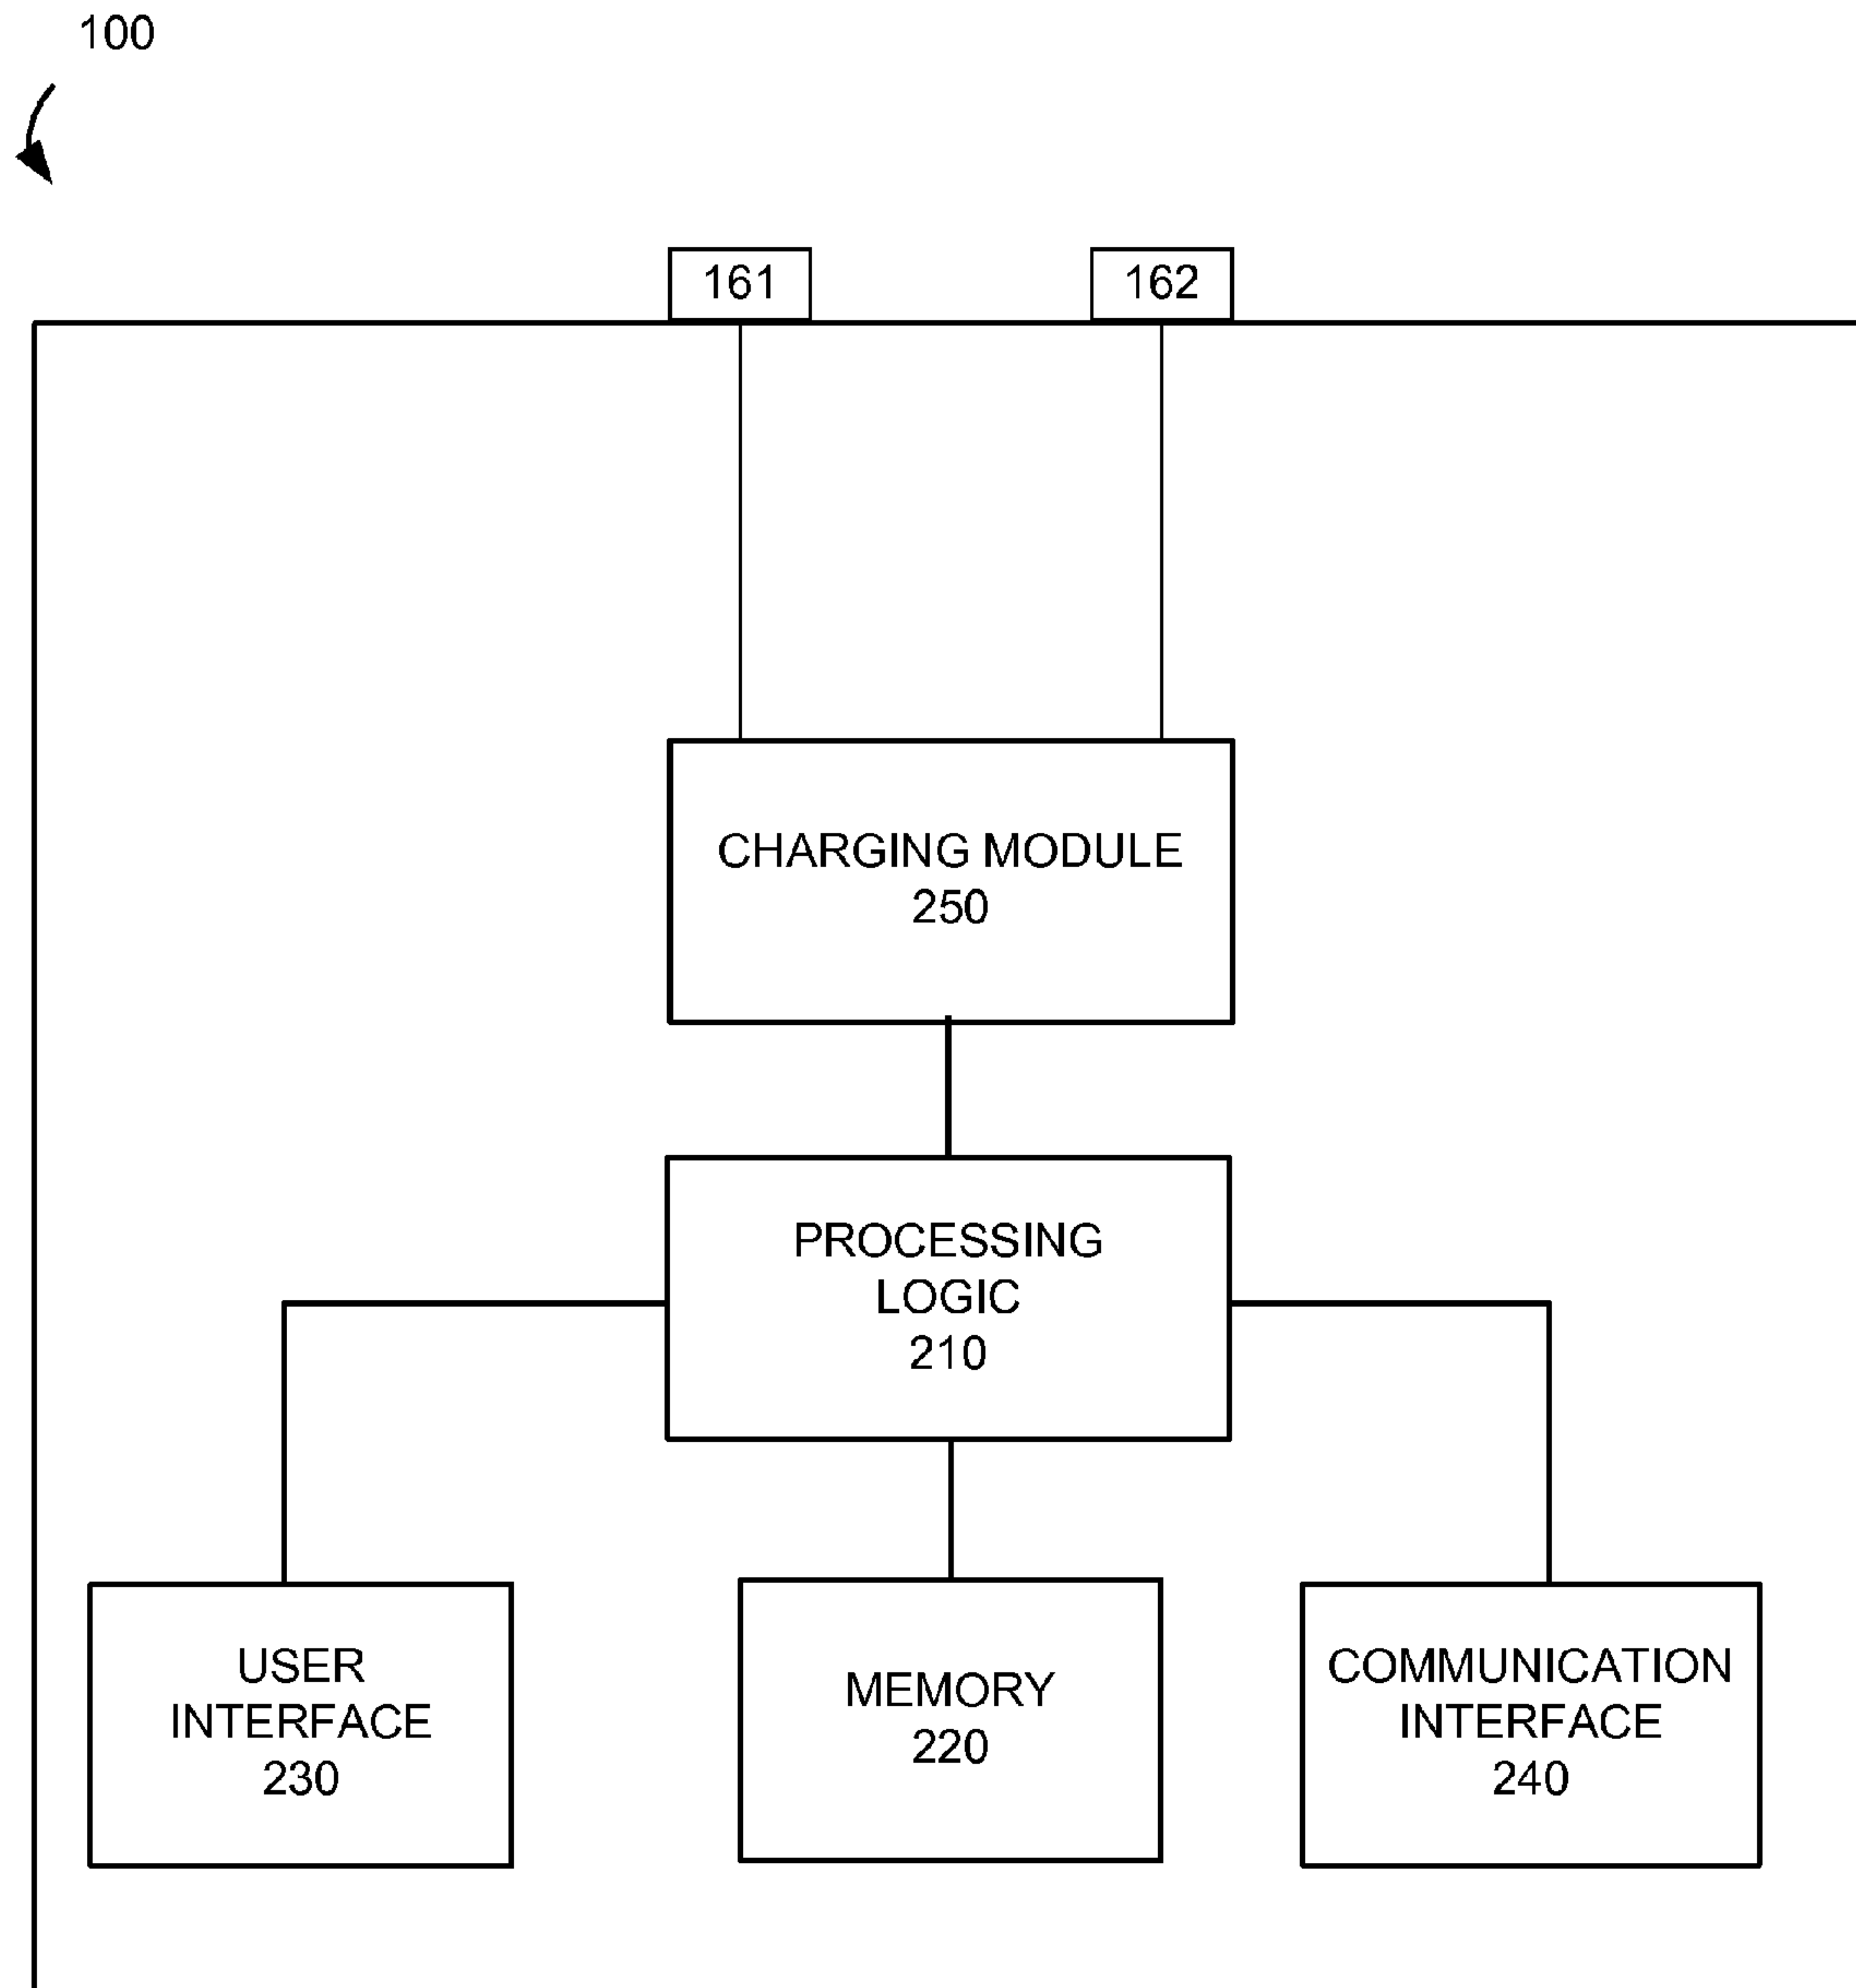 100
161
162
CHARGING MODULE
250
PROCESSING
LOGIC
210
USER
INTERFACE
230
MEMORY
220
COMMUNICATION
INTERFACE
240